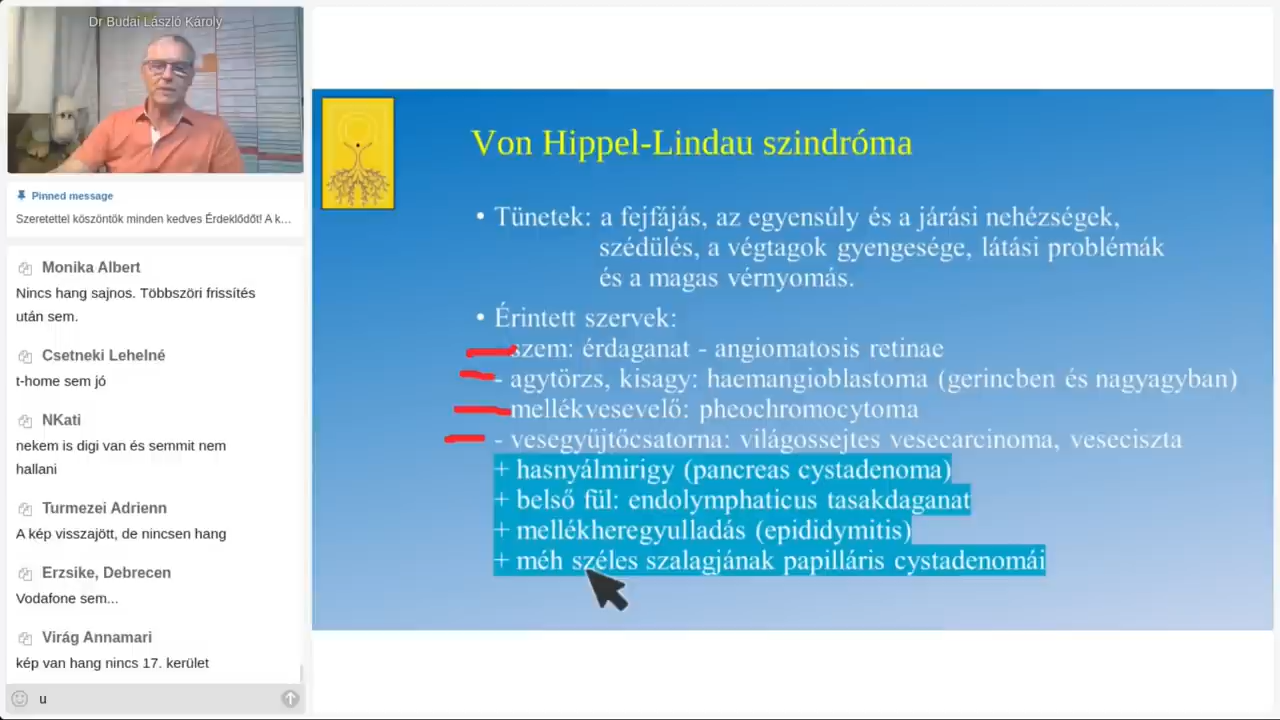 Dr Budai László Károly
Pinned message
Szeretettel köszöntök minden kedves Érdeklődőt! A k...
Monika Albert
Nincs hang sajnos. Többszöri frissítés
után sem.
Csetneki Lehelné
t-home sem jó
NKati
nekem is digi van és semmit nem
hallani
Turmezei Adrienn
A kép visszajött, de nincsen hang
Erzsike, Debrecen
Vodafone sem...
Virág Annamari
kép van hang nincs 17. kerület
u
Von Hippel-Lindau szindróma
• Tünetek: a fejfájás, az egyensúly és a járási nehézségek,
szédülés, a végtagok gyengesége, látási problémák
és a magas vérnyomás.
• Érintett szervek:
szem: érdaganat - angiomatosis retinae
- agytörzs, kisagy: haemangioblastoma (gerincben és nagyagyban)
mellékvesevelő: pheochromocytoma
- vesegyűjtőcsatorna: világossejtes vesecarcinoma, veseciszta
+ hasnyálmirigy (pancreas cystadenoma)
+ belső fül: endolymphaticus tasakdaganat
+ mellékheregyulladás (epididymitis)
+ méh széles szalagjának papilláris cystadenomái